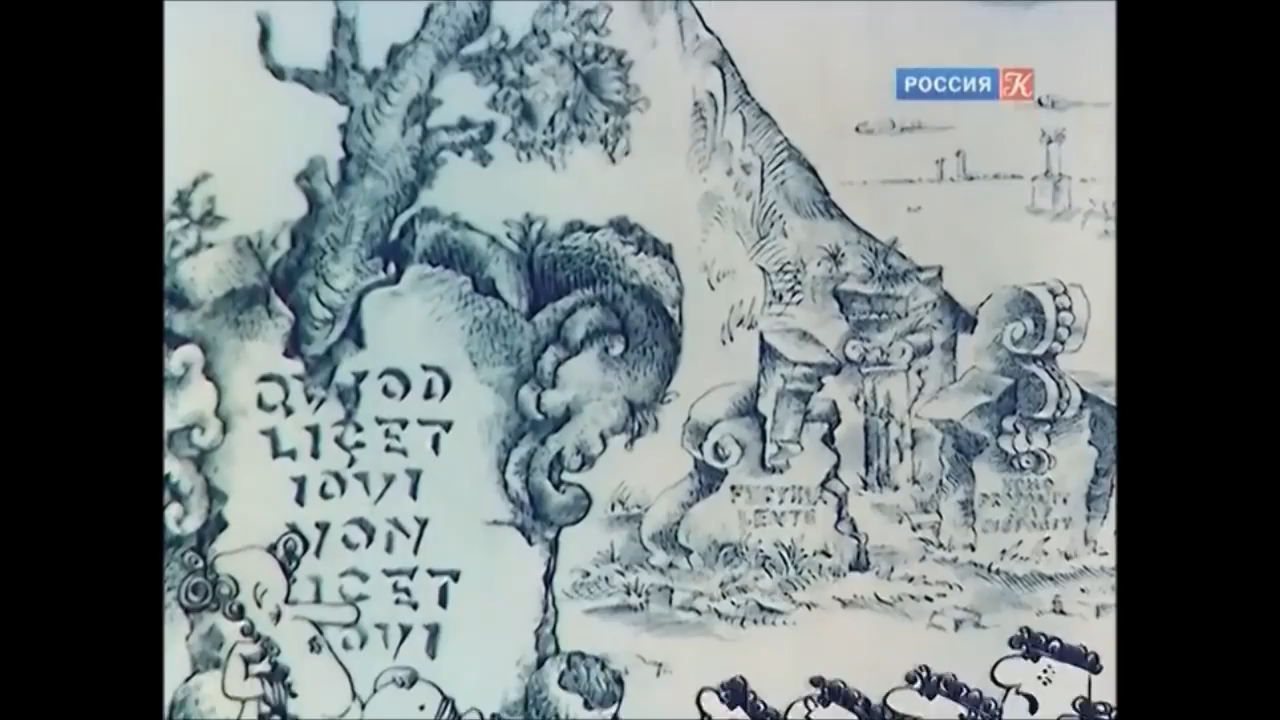 РОССИЯ К
QVOD
LICET
IOVI
NON
LICET
BOVI
FESTINA
LENTE